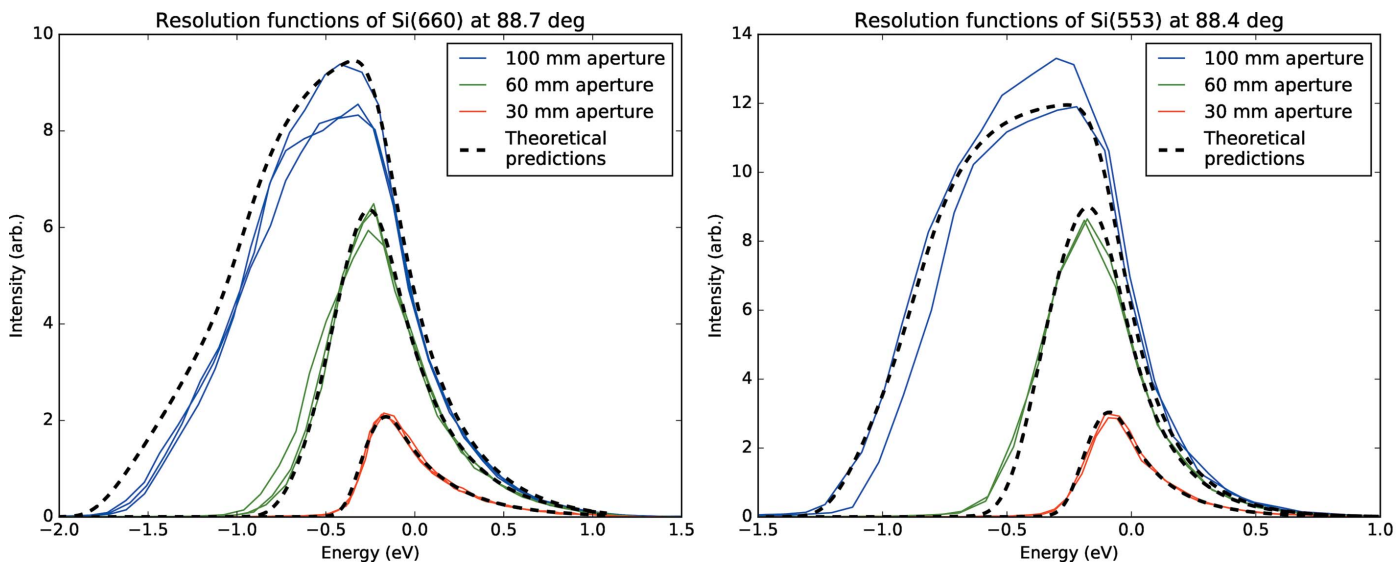 Resolution functions of Si(660) at 88.7 deg
10
8
6
4
2
0
Intensity (arb.)
100 mm aperture
60 mm aperture
30 mm aperture
Theoretical
predictions
−2.0 −1.5 −1.0 −0.5 0.0 0.5 1.0 1.5
Energy (eV)
Resolution functions of Si(553) at 88.4 deg
14
12
10
8
6
4
2
0
Intensity (arb.)
100 mm aperture
60 mm aperture
30 mm aperture
Theoretical
predictions
−1.5 −1.0 −0.5 0.0 0.5 1.0
Energy (eV)